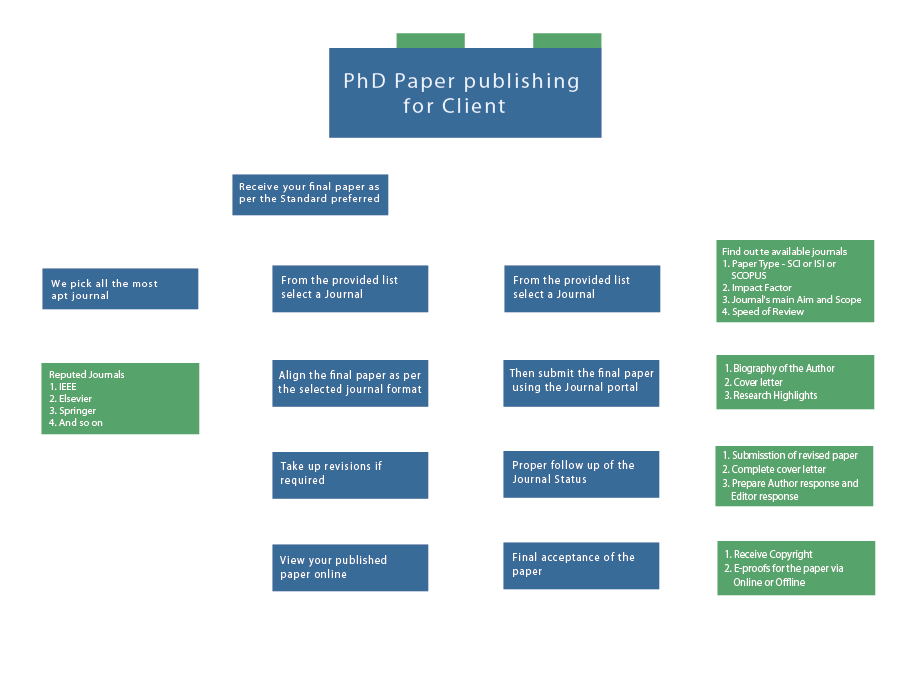 PhD Paper publishing
for Client
Receive your final paper as
per the Standard preferred
We pick all the most
apt journal
From the provided list
select a Journal
From the provided list
select a Journal
Find out te available journals
1. Paper Type - SCI or ISI or
SCOPUS
2. Impact Factor
3. Journal's main Aim and Scope
4. Speed of Review
Reputed Journals
1. IEEE
2. Elsevier
3. Springer
4. And so on
Align the final paper as per
the selected journal format
Then submit the final paper
using the Journal portal
1. Biography of the Author
2. Cover letter
3. Research Highlights
Take up revisions if
required
Proper follow up of the
Journal Status
1. Submisstion of revised paper
2. Complete cover letter
3. Prepare Author response and
Editor response
View your published
paper online
Final acceptance of the
paper
1. Receive Copyright
2. E-proofs for the paper via
Online or Offline